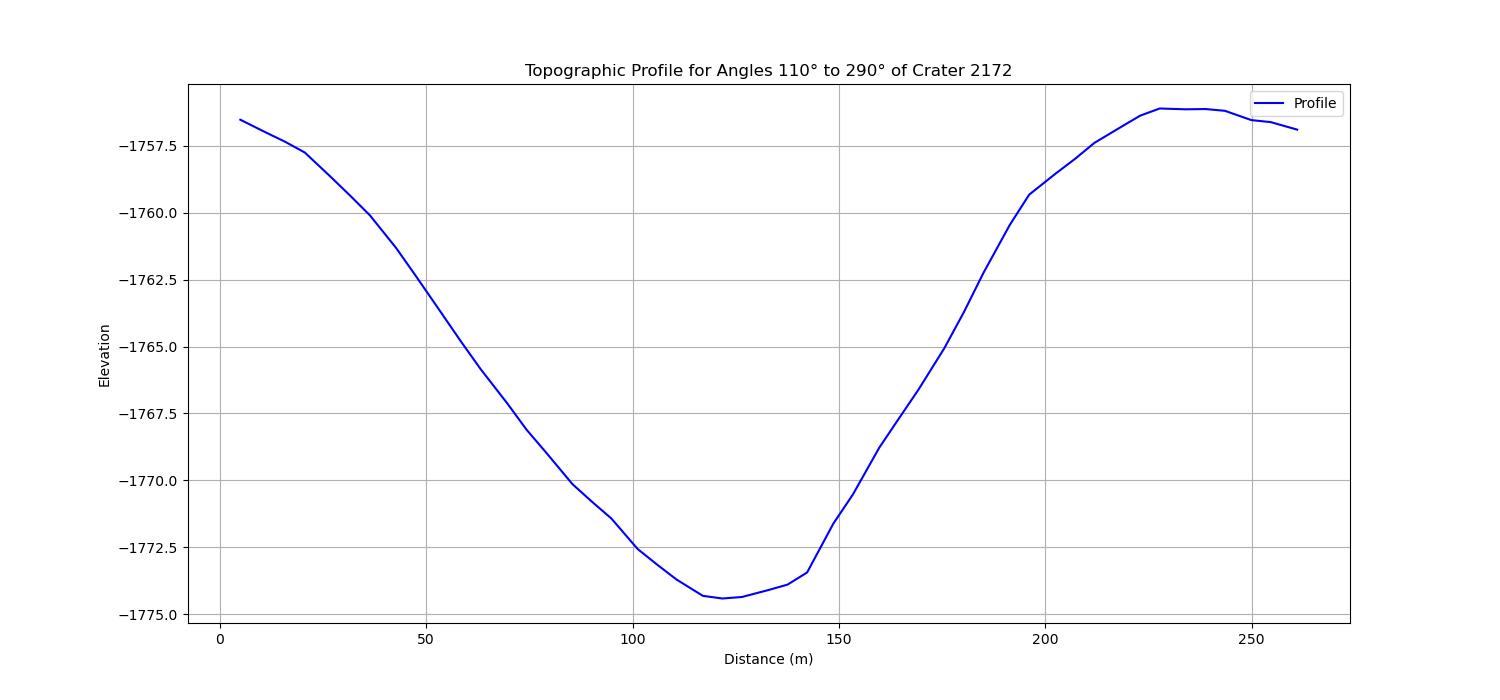 Topographic Profile for Angles 110° to 290° of Crater 2172
Profile
−1757.5
−1760.0
−1762.5
−1765.0
−1767.5
−1770.0
−1772.5
−1775.0
Elevation
0 50 100 150 200 250
Distance (m)